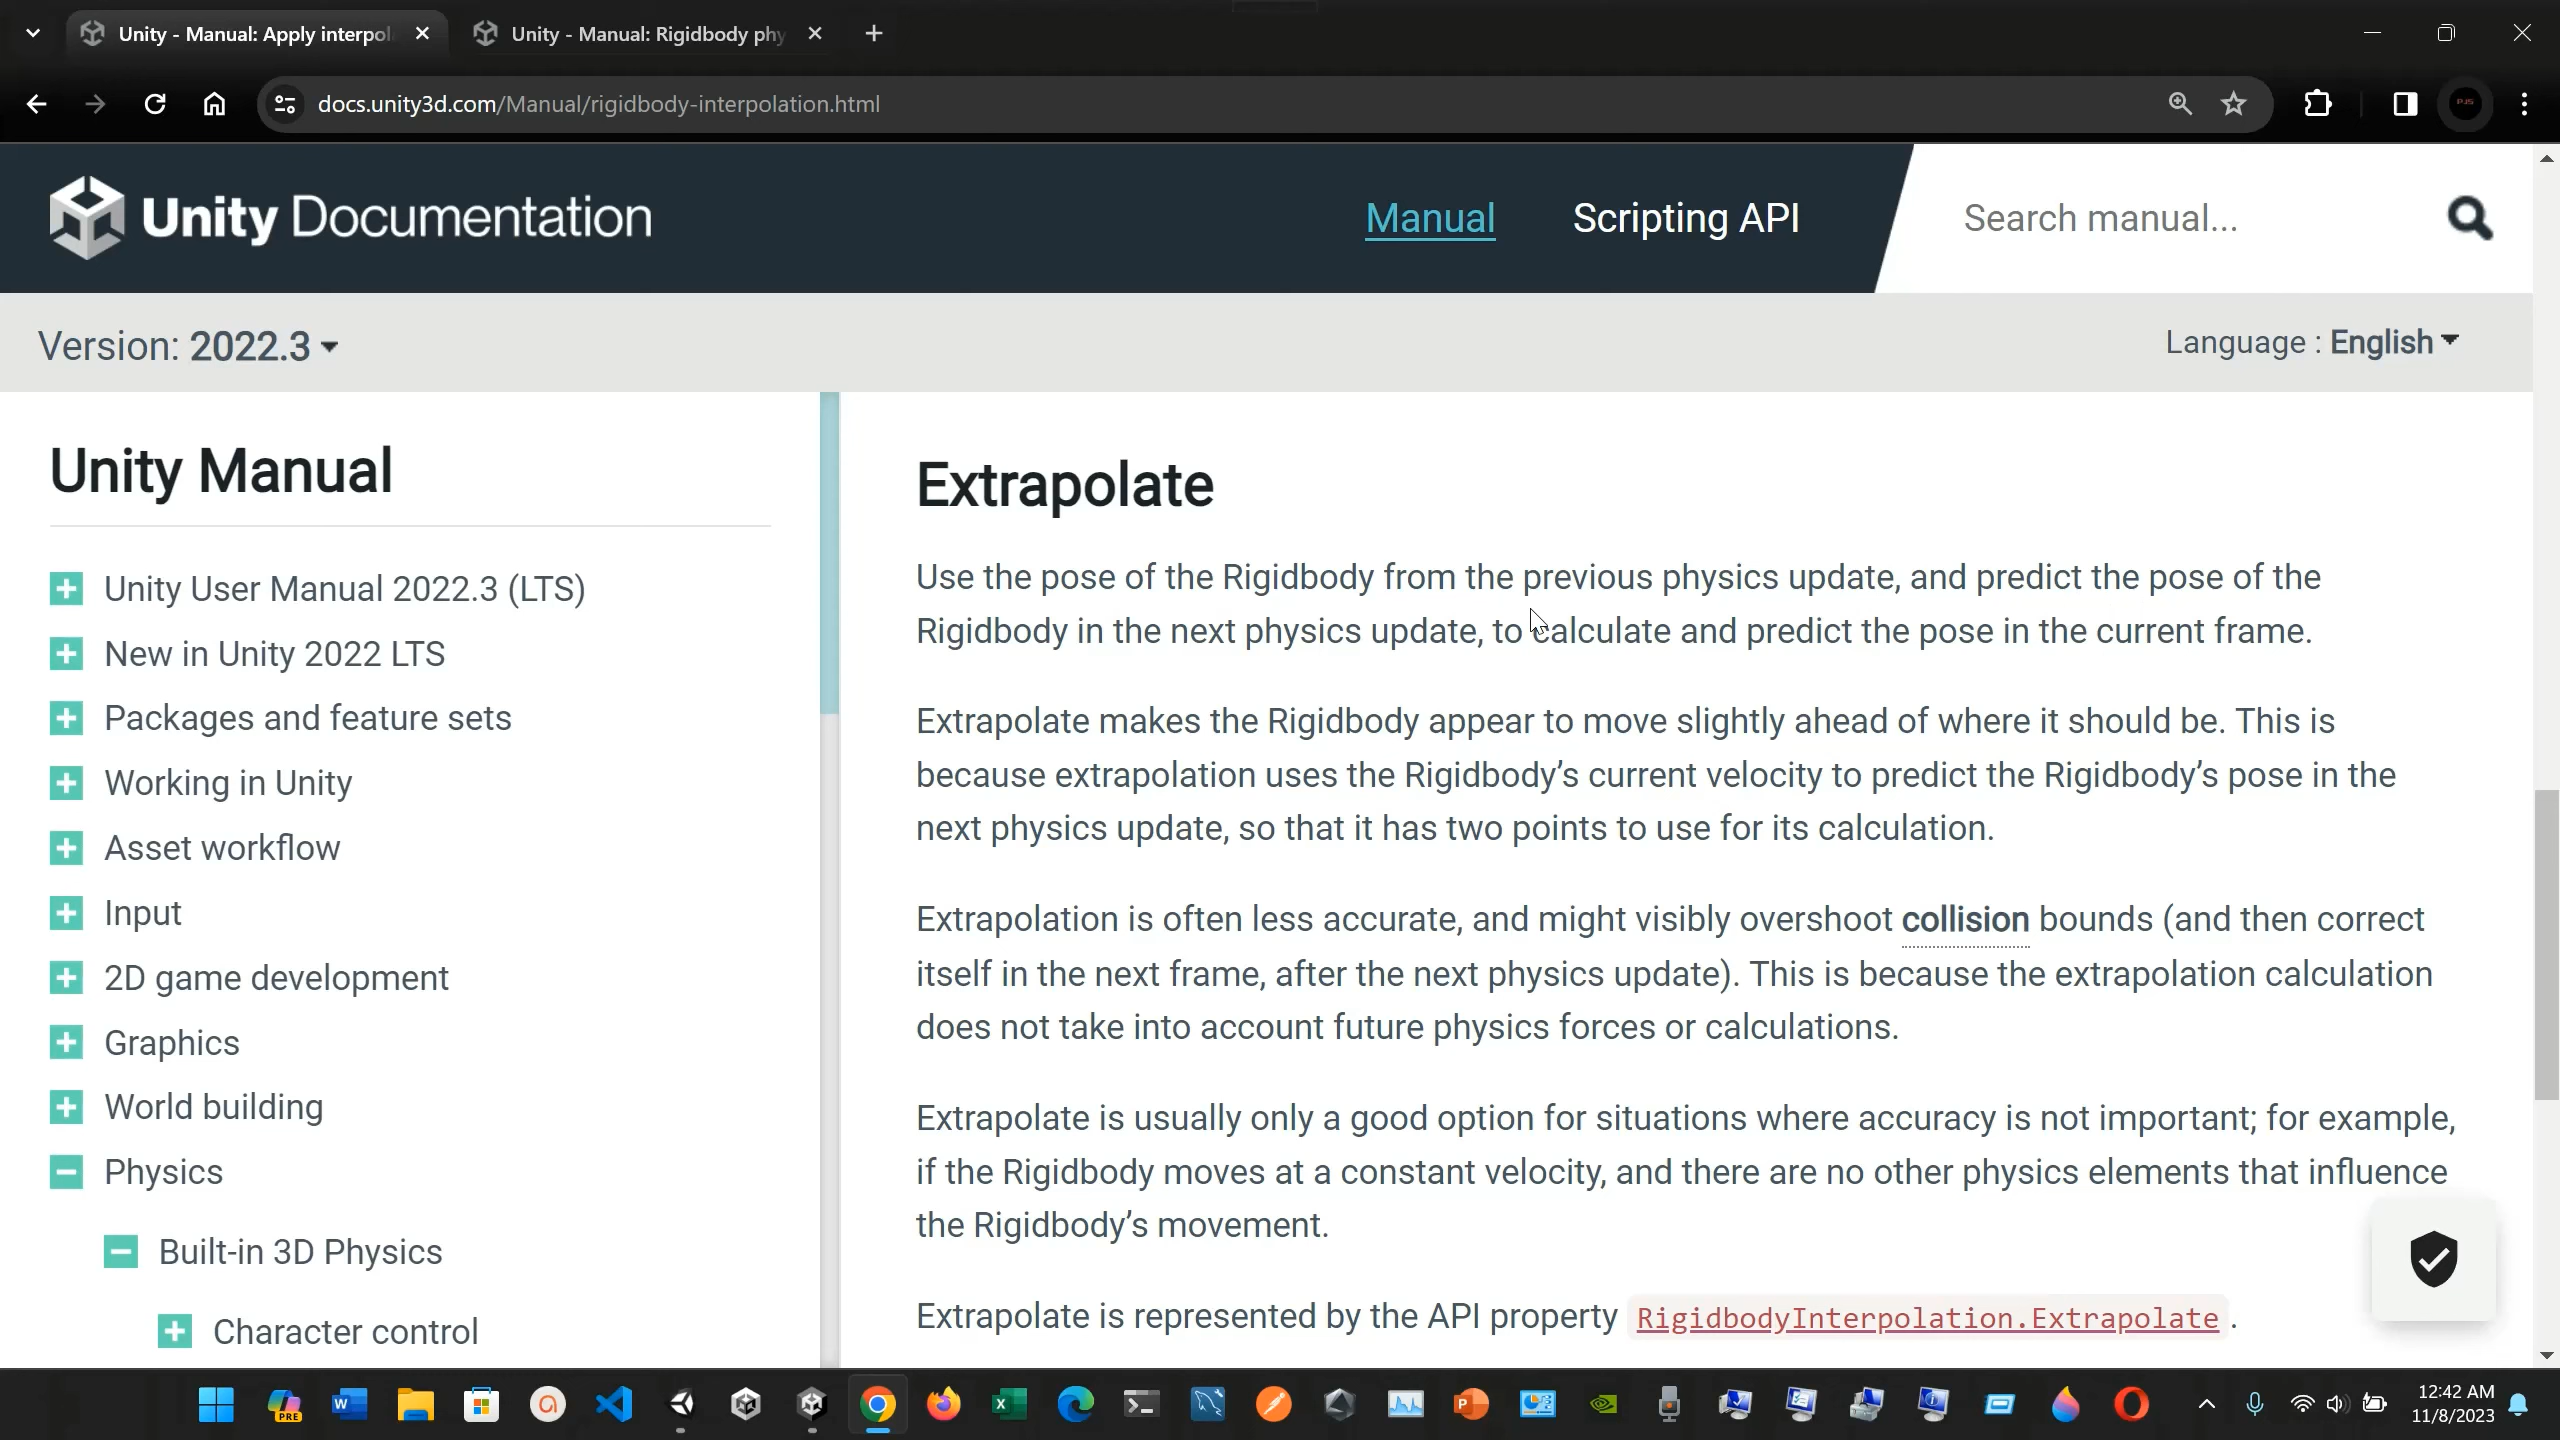 Unity - Manual: Apply interpol
Unity - Manual: Rigidbody phy
docs.unity3d.com/Manual/rigidbody-interpolation.html
PJS
Unity Documentation
Manual
Scripting API
Search manual...
Version: 2022.3
Language : English
Unity Manual
Unity User Manual 2022.3 (LTS)
New in Unity 2022 LTS
Packages and feature sets
Working in Unity
Asset workflow
Input
2D game development
Graphics
World building
Physics
Built-in 3D Physics
Character control
Extrapolate
Use the pose of the Rigidbody from the previous physics update, and predict the pose of the
Rigidbody in the next physics update, to calculate and predict the pose in the current frame.
Extrapolate makes the Rigidbody appear to move slightly ahead of where it should be. This is
because extrapolation uses the Rigidbody’s current velocity to predict the Rigidbody’s pose in the
next physics update, so that it has two points to use for its calculation.
Extrapolation is often less accurate, and might visibly overshoot collision bounds (and then correct
itself in the next frame, after the next physics update). This is because the extrapolation calculation
does not take into account future physics forces or calculations.
Extrapolate is usually only a good option for situations where accuracy is not important; for example,
if the Rigidbody moves at a constant velocity, and there are no other physics elements that influence
the Rigidbody’s movement.
Extrapolate is represented by the API property RigidbodyInterpolation.Extrapolate.
PRE
12:42 AM
11/8/2023